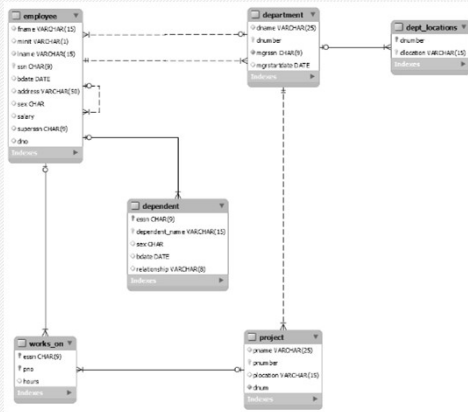 employee
fname VARCHAR(15)
minit VARCHAR(1)
lname VARCHAR(15)
ssn CHAR(9)
bdate DATE
address VARCHAR(50)
sex CHAR
salary
superssn CHAR(9)
dno
Indexes
department
dname VARCHAR(25)
dnumber
mgrssn CHAR(9)
mgrstartdate DATE
Indexes
dept_locations
dnumber
dlocation VARCHAR(15)
Indexes
dependent
essn CHAR(9)
dependent_name VARCHAR(15)
sex CHAR
bdate DATE
relationship VARCHAR(8)
Indexes
works_on
essn CHAR(9)
pno
hours
Indexes
project
pname VARCHAR(25)
pnumber
plocation VARCHAR(15)
dnum
Indexes